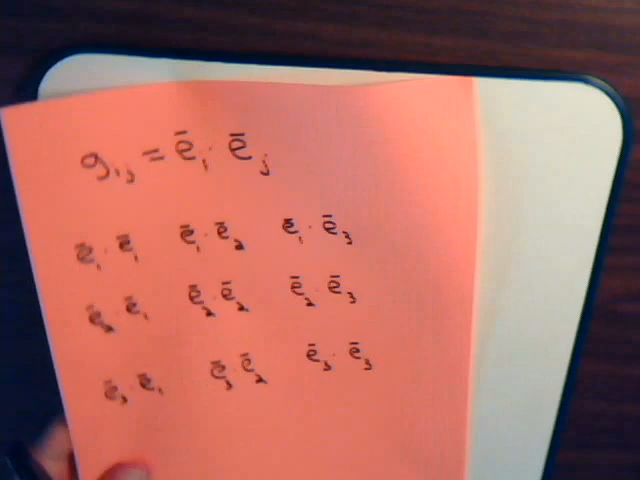 g_ij = ē_i · ē_j
ē_1 · ē_1 ē_1 · ē_2 ē_1 · ē_3
ē_2 · ē_1 ē_2 · ē_2 ē_2 · ē_3
ē_3 · ē_1 ē_3 · ē_2 ē_3 · ē_3